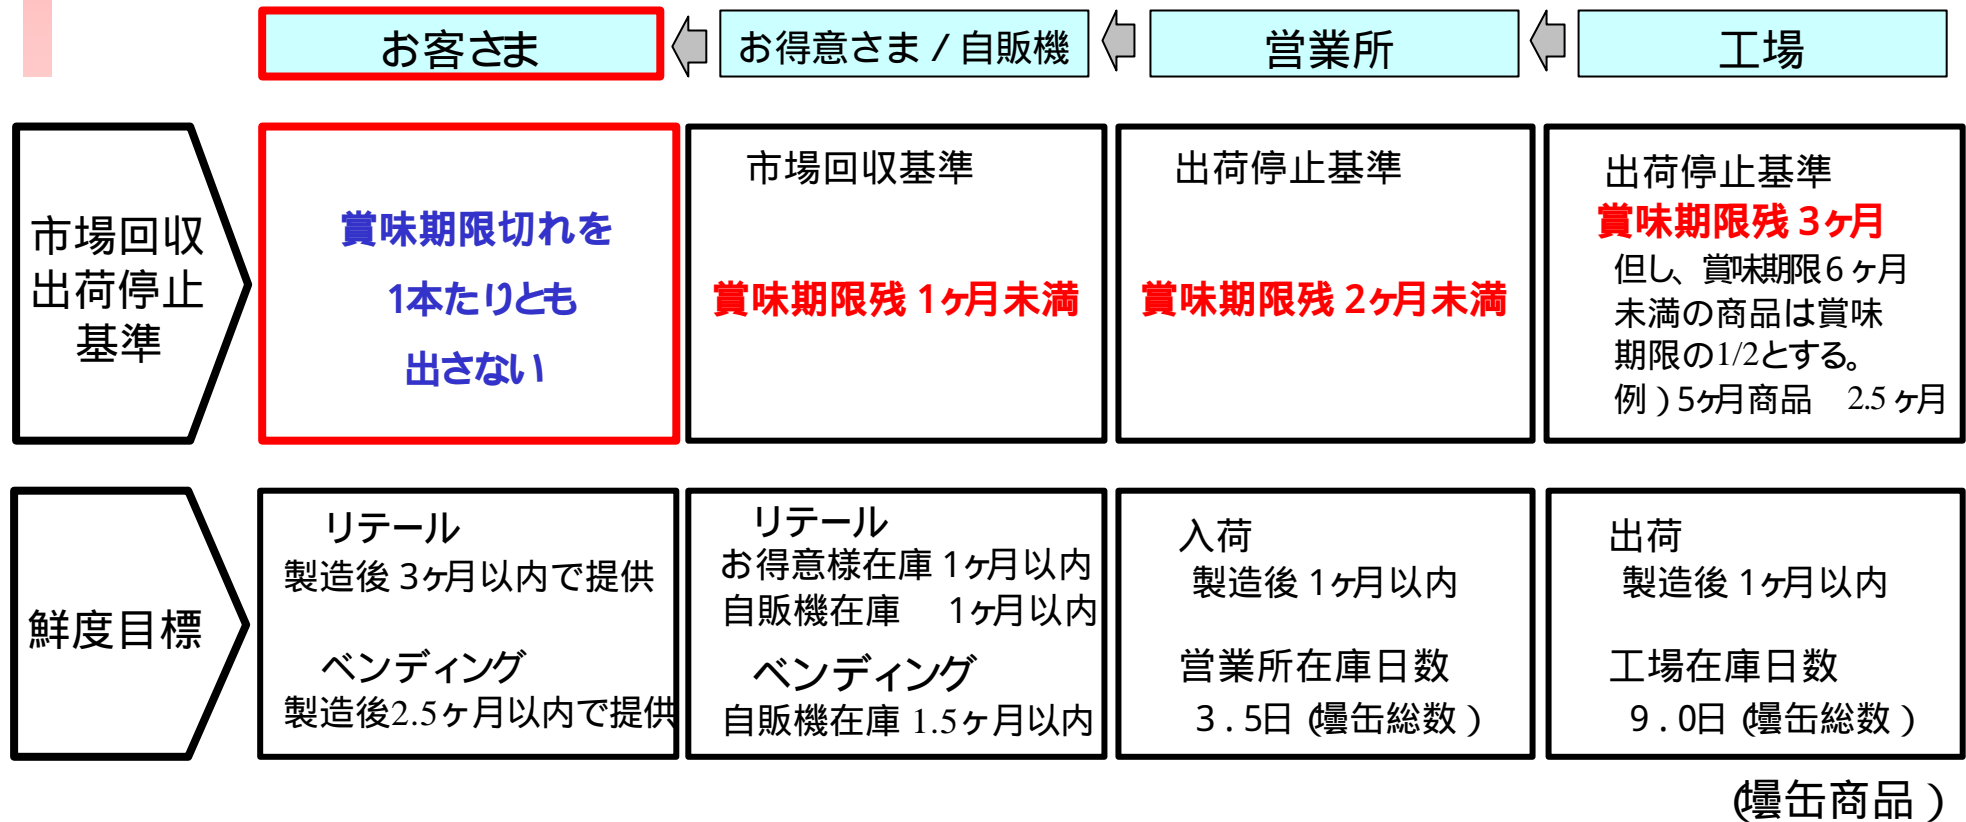 お客さま
お得意さま / 自販機
営業所
工場
市場回収
出荷停止
基準
賞味期限切れを
1本たりとも
出さない
市場回収基準
賞味期限残 1ヶ月未満
出荷停止基準
賞味期限残 2ヶ月未満
出荷停止基準
賞味期限残 3ヶ月
但し、賞味期限6ヶ月
未満の商品は賞味
期限の1/2とする。
例）5ヶ月商品　2.5ヶ月
鮮度目標
リテール
製造後 3ヶ月以内で提供
ベンディング
製造後2.5ヶ月以内で提供
リテール
お得意様在庫 1ヶ月以内
自販機在庫　1ヶ月以内
ベンディング
自販機在庫 1.5ヶ月以内
入荷
製造後 1ヶ月以内
営業所在庫日数
3．5日（壜缶総数）
出荷
製造後 1ヶ月以内
工場在庫日数
9．0日（壜缶総数）
（壜缶商品）